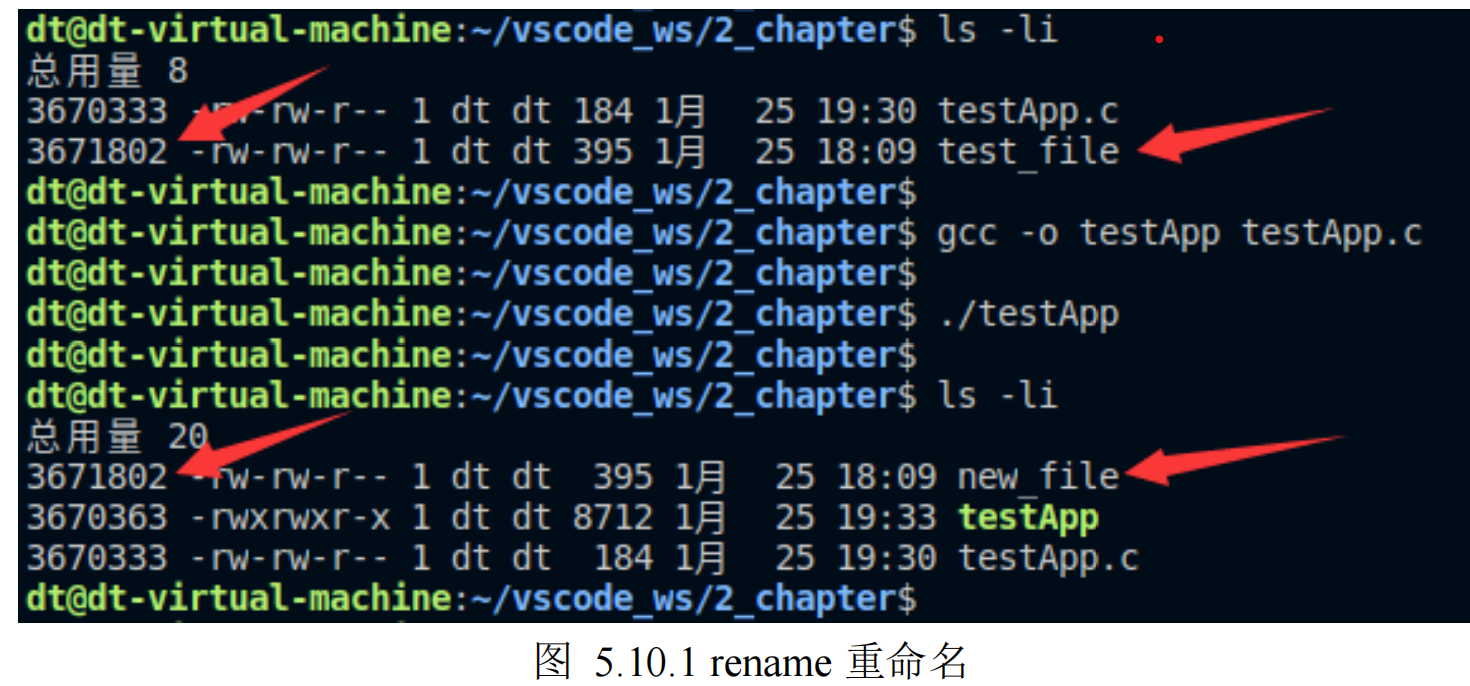 dt@dt-virtual-machine:~/vscode_ws/2_chapter$ ls -li
总用量 8
3670333 -rw-rw-r-- 1 dt dt 184 1月  25 19:30 testApp.c
3671802 -rw-rw-r-- 1 dt dt 395 1月  25 18:09 test_file
dt@dt-virtual-machine:~/vscode_ws/2_chapter$
dt@dt-virtual-machine:~/vscode_ws/2_chapter$ gcc -o testApp testApp.c
dt@dt-virtual-machine:~/vscode_ws/2_chapter$
dt@dt-virtual-machine:~/vscode_ws/2_chapter$ ./testApp
dt@dt-virtual-machine:~/vscode_ws/2_chapter$
dt@dt-virtual-machine:~/vscode_ws/2_chapter$ ls -li
总用量 20
3671802 -rw-rw-r-- 1 dt dt  395 1月  25 18:09 new_file
3670363 -rwxrwxr-x 1 dt dt 8712 1月  25 19:33 testApp
3670333 -rw-rw-r-- 1 dt dt  184 1月  25 19:30 testApp.c
dt@dt-virtual-machine:~/vscode_ws/2_chapter$
图 5.10.1 rename 重命名